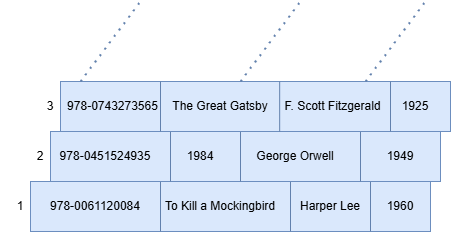 3 978-0743273565 The Great Gatsby F. Scott Fitzgerald 1925
2 978-0451524935 1984 George Orwell 1949
1 978-0061120084 To Kill a Mockingbird Harper Lee 1960